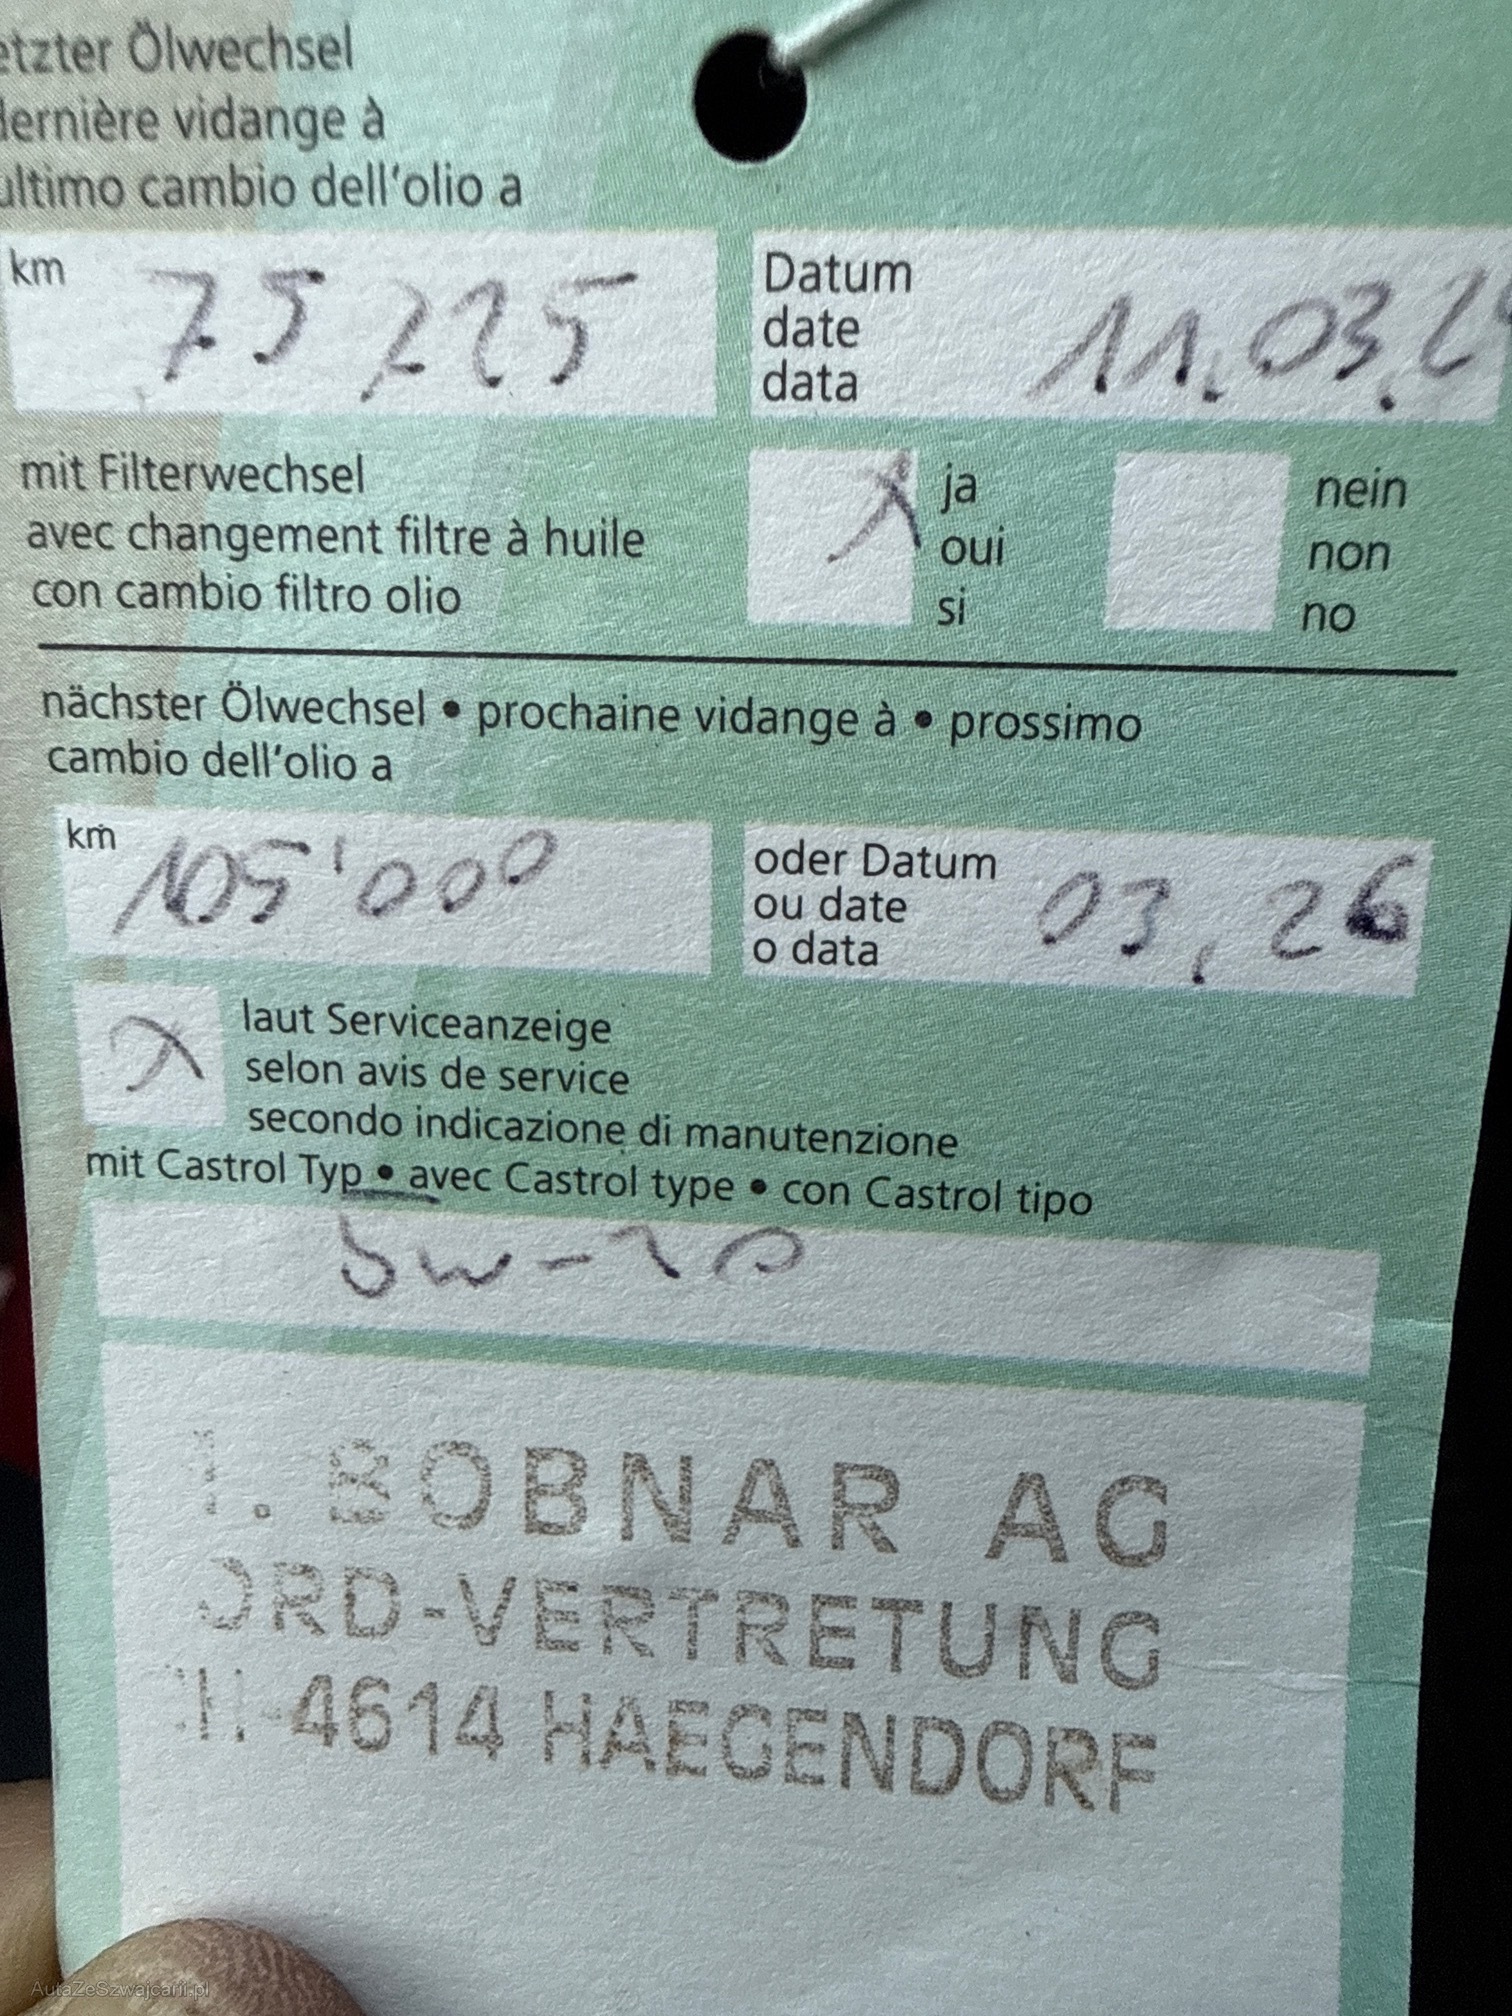 etzter Ölwechsel
dernière vidange à
ultimo cambio dell'olio a
km 75 225
Datum 11.03.2
date
data
mit Filterwechsel
avec changement filtre à huile
con cambio filtro olio
X ja nein
oui non
si no
nächster Ölwechsel • prochaine vidange à • prossimo
cambio dell'olio a
km 105'000
oder Datum 03.26
ou date
o data
X laut Serviceanzeige
selon avis de service
secondo indicazione di manutenzione
mit Castrol Typ • avec Castrol type • con Castrol tipo
5w-20
. BOBNAR AG
ORD-VERTRETUNG
4614 HAEGENDORF
AutaZeSzwajcarii.pl